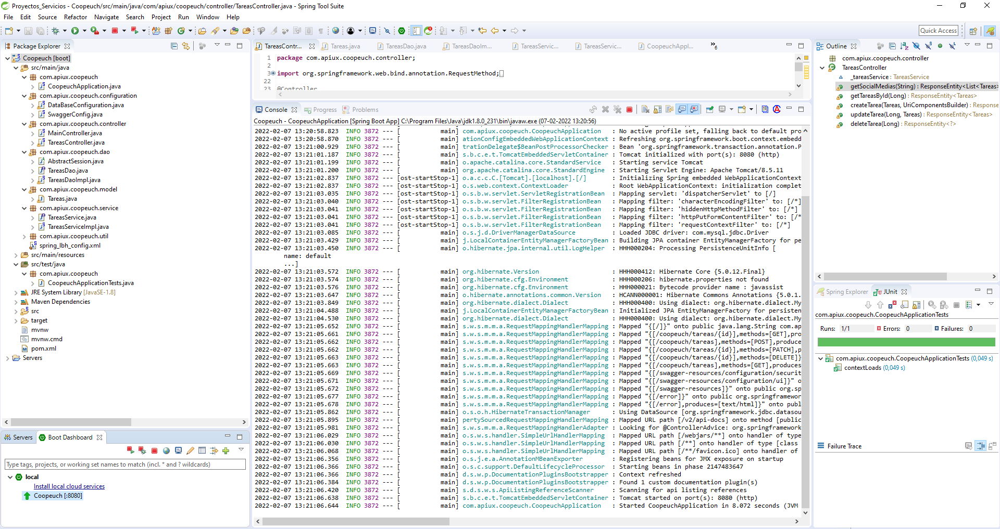 Proyectos_Servicios - Coopeuch/src/main/java/com/apiux/coopeuch/controller/TareasController.java - Spring Tool Suite
File Edit Source Refactor Navigate Search Project Run Window Help
Quick Access
Package Explorer
Coopeuch [boot]
src/main/java
com.apiux.coopeuch
CoopeuchApplication.java
com.apiux.coopeuch.configuration
DataBaseConfiguration.java
SwaggerConfig.java
com.apiux.coopeuch.controller
MainController.java
TareasController.java
com.apiux.coopeuch.dao
AbstractSession.java
TareasDao.java
TareasDaoImpl.java
com.apiux.coopeuch.model
Tareas.java
com.apiux.coopeuch.service
TareasService.java
TareasServiceImpl.java
com.apiux.coopeuch.util
spring_lbh_config.xml
src/main/resources
src/test/java
com.apiux.coopeuch
CoopeuchApplicationTests.java
JRE System Library [JavaSE-1.8]
Maven Dependencies
src
target
mvnw
mvnw.cmd
pom.xml
Servers
Servers Boot Dashboard
Type tags, projects, or working set names to match (incl. * and ? wildcards)
local
Install local cloud services
Coopeuch [:8080]
TareasContr... Tareas.java TareasDao.java TareasDaoIm... TareasServic... TareasServic... CoopeuchAppl... »6
1 package com.apiux.coopeuch.controller;
2
3 import org.springframework.web.bind.annotation.RequestMethod;
22
23 @Controller
Console Progress Problems
Coopeuch - CoopeuchApplication [Spring Boot App] C:\Program Files\Java\jdk1.8.0_231\bin\javaw.exe (07-02-2022 13:20:56)
2022-02-07 13:20:58.823 INFO 3872 --- [ main] com.apiux.coopeuch.CoopeuchApplication : No active profile set, falling back to default pro
2022-02-07 13:20:58.870 INFO 3872 --- [ main] ationConfigEmbeddedWebApplicationContext : Refreshing org.springframework.boot.context.embedd
2022-02-07 13:21:00.929 INFO 3872 --- [ main] trationDelegate$BeanPostProcessorChecker : Bean 'org.springframework.transaction.annotation.P
2022-02-07 13:21:01.187 INFO 3872 --- [ main] s.b.c.e.t.TomcatEmbeddedServletContainer : Tomcat initialized with port(s): 8080 (http)
2022-02-07 13:21:01.199 INFO 3872 --- [ main] o.apache.catalina.core.StandardService : Starting service Tomcat
2022-02-07 13:21:01.200 INFO 3872 --- [ main] org.apache.catalina.core.StandardEngine : Starting Servlet Engine: Apache Tomcat/8.5.11
2022-02-07 13:21:02.837 INFO 3872 --- [ost-startStop-1] o.a.c.c.C.[Tomcat].[localhost].[/] : Initializing Spring embedded WebApplicationContext
2022-02-07 13:21:02.837 INFO 3872 --- [ost-startStop-1] o.s.web.context.ContextLoader : Root WebApplicationContext: initialization complet
2022-02-07 13:21:03.035 INFO 3872 --- [ost-startStop-1] o.s.b.w.servlet.ServletRegistrationBean : Mapping servlet: 'dispatcherServlet' to [/]
2022-02-07 13:21:03.040 INFO 3872 --- [ost-startStop-1] o.s.b.w.servlet.FilterRegistrationBean : Mapping filter: 'characterEncodingFilter' to: [/*]
2022-02-07 13:21:03.041 INFO 3872 --- [ost-startStop-1] o.s.b.w.servlet.FilterRegistrationBean : Mapping filter: 'hiddenHttpMethodFilter' to: [/*]
2022-02-07 13:21:03.041 INFO 3872 --- [ost-startStop-1] o.s.b.w.servlet.FilterRegistrationBean : Mapping filter: 'httpPutFormContentFilter' to: [/*
2022-02-07 13:21:03.041 INFO 3872 --- [ost-startStop-1] o.s.b.w.servlet.FilterRegistrationBean : Mapping filter: 'requestContextFilter' to: [/*]
2022-02-07 13:21:03.085 INFO 3872 --- [ main] o.s.j.d.DriverManagerDataSource : Loaded JDBC driver: com.mysql.jdbc.Driver
2022-02-07 13:21:03.429 INFO 3872 --- [ main] j.LocalContainerEntityManagerFactoryBean : Building JPA container EntityManagerFactory for pe
2022-02-07 13:21:03.450 INFO 3872 --- [ main] o.hibernate.jpa.internal.util.LogHelper : HHH000204: Processing PersistenceUnitInfo [
name: default
...]
2022-02-07 13:21:03.572 INFO 3872 --- [ main] org.hibernate.Version : HHH000412: Hibernate Core {5.0.12.Final}
2022-02-07 13:21:03.574 INFO 3872 --- [ main] org.hibernate.cfg.Environment : HHH000206: hibernate.properties not found
2022-02-07 13:21:03.576 INFO 3872 --- [ main] org.hibernate.cfg.Environment : HHH000021: Bytecode provider name : javassist
2022-02-07 13:21:03.647 INFO 3872 --- [ main] o.hibernate.annotations.common.Version : HCANN000001: Hibernate Commons Annotations {5.0.1.
2022-02-07 13:21:03.849 INFO 3872 --- [ main] org.hibernate.dialect.Dialect : HHH000400: Using dialect: org.hibernate.dialect.My
2022-02-07 13:21:04.488 INFO 3872 --- [ main] j.LocalContainerEntityManagerFactoryBean : Initialized JPA EntityManagerFactory for persisten
2022-02-07 13:21:04.530 INFO 3872 --- [ main] org.hibernate.dialect.Dialect : HHH000400: Using dialect: org.hibernate.dialect.My
2022-02-07 13:21:05.652 INFO 3872 --- [ main] s.w.s.m.m.a.RequestMappingHandlerMapping : Mapped "{[/]}" onto public java.lang.String com.ap
2022-02-07 13:21:05.661 INFO 3872 --- [ main] s.w.s.m.m.a.RequestMappingHandlerMapping : Mapped "{[/coopeuch/tareas/{id}],methods=[GET],pro
2022-02-07 13:21:05.662 INFO 3872 --- [ main] s.w.s.m.m.a.RequestMappingHandlerMapping : Mapped "{[/coopeuch/tareas],methods=[POST],produce
2022-02-07 13:21:05.662 INFO 3872 --- [ main] s.w.s.m.m.a.RequestMappingHandlerMapping : Mapped "{[/coopeuch/tareas/{id}],methods=[PATCH],p
2022-02-07 13:21:05.663 INFO 3872 --- [ main] s.w.s.m.m.a.RequestMappingHandlerMapping : Mapped "{[/coopeuch/tareas/{id}],methods=[DELETE]}
2022-02-07 13:21:05.663 INFO 3872 --- [ main] s.w.s.m.m.a.RequestMappingHandlerMapping : Mapped "{[/coopeuch/tareas],methods=[GET],produces
2022-02-07 13:21:05.669 INFO 3872 --- [ main] s.w.s.m.m.a.RequestMappingHandlerMapping : Mapped "{[/swagger-resources/configuration/securit
2022-02-07 13:21:05.671 INFO 3872 --- [ main] s.w.s.m.m.a.RequestMappingHandlerMapping : Mapped "{[/swagger-resources/configuration/ui]}" o
2022-02-07 13:21:05.672 INFO 3872 --- [ main] s.w.s.m.m.a.RequestMappingHandlerMapping : Mapped "{[/swagger-resources]}" onto public org.sp
2022-02-07 13:21:05.677 INFO 3872 --- [ main] s.w.s.m.m.a.RequestMappingHandlerMapping : Mapped "{[/error]}" onto public org.springframework
2022-02-07 13:21:05.678 INFO 3872 --- [ main] s.w.s.m.m.a.RequestMappingHandlerMapping : Mapped "{[/error],produces=[text/html]}" onto publ
2022-02-07 13:21:05.862 INFO 3872 --- [ main] o.s.o.h.HibernateTransactionManager : Using DataSource [org.springframework.jdbc.datasou
2022-02-07 13:21:05.895 INFO 3872 --- [ main] pertySourcedRequestMappingHandlerMapping : Mapped URL path [/v2/api-docs] onto method [public
2022-02-07 13:21:05.981 INFO 3872 --- [ main] s.w.s.m.m.a.RequestMappingHandlerAdapter : Looking for @ControllerAdvice: org.springframework
2022-02-07 13:21:06.029 INFO 3872 --- [ main] o.s.w.s.handler.SimpleUrlHandlerMapping : Mapped URL path [/webjars/**] onto handler of type
2022-02-07 13:21:06.030 INFO 3872 --- [ main] o.s.w.s.handler.SimpleUrlHandlerMapping : Mapped URL path [/**] onto handler of type [class
2022-02-07 13:21:06.068 INFO 3872 --- [ main] o.s.w.s.handler.SimpleUrlHandlerMapping : Mapped URL path [/**/favicon.ico] onto handler of
2022-02-07 13:21:06.356 INFO 3872 --- [ main] o.s.j.e.a.AnnotationMBeanExporter : Registering beans for JMX exposure on startup
2022-02-07 13:21:06.366 INFO 3872 --- [ main] o.s.c.support.DefaultLifecycleProcessor : Starting beans in phase 2147483647
2022-02-07 13:21:06.366 INFO 3872 --- [ main] d.s.w.p.DocumentationPluginsBootstrapper : Context refreshed
2022-02-07 13:21:06.384 INFO 3872 --- [ main] d.s.w.p.DocumentationPluginsBootstrapper : Found 1 custom documentation plugin(s)
2022-02-07 13:21:06.420 INFO 3872 --- [ main] s.d.s.w.s.ApiListingReferenceScanner : Scanning for api listing references
2022-02-07 13:21:06.638 INFO 3872 --- [ main] s.b.c.e.t.TomcatEmbeddedServletContainer : Tomcat started on port(s): 8080 (http)
2022-02-07 13:21:06.644 INFO 3872 --- [ main] com.apiux.coopeuch.CoopeuchApplication : Started CoopeuchApplication in 8.072 seconds (JVM
Outline
com.apiux.coopeuch.controller
TareasController
_tareasService : TareasService
getSocialMedias(String) : ResponseEntity<List<Tareas>
getTareasById(Long) : ResponseEntity<Tareas>
createTarea(Tareas, UriComponentsBuilder) : Response
updateTarea(Long, Tareas) : ResponseEntity<Tareas>
deleteTarea(Long) : ResponseEntity<?>
Spring Explorer JUnit
com.apiux.coopeuch.CoopeuchApplicationTests
Runs: 1/1 Errors: 0 Failures: 0
com.apiux.coopeuch.CoopeuchApplicationTests (0,049 s)
contextLoads (0,049 s)
Failure Trace